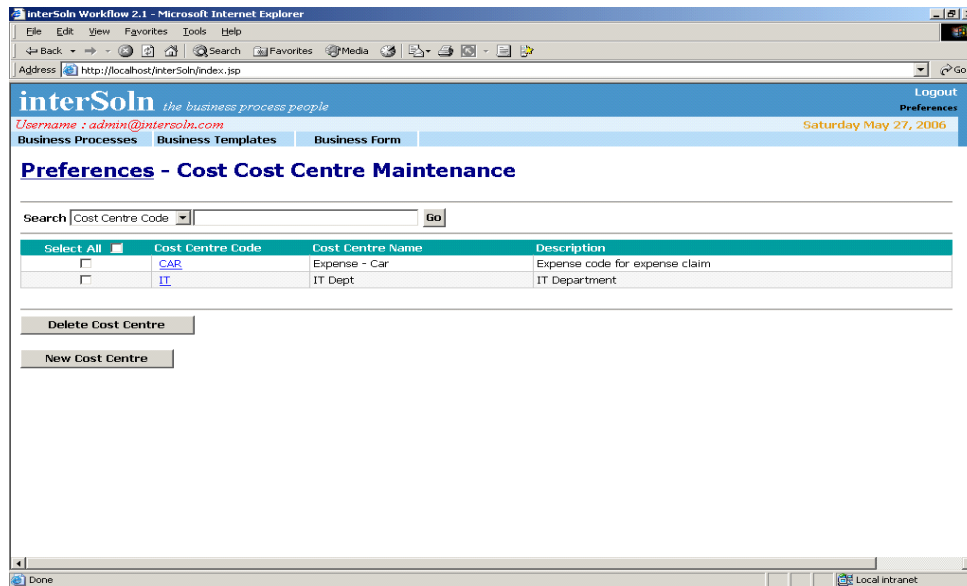 interSoln Workflow 2.1 - Microsoft Internet Explorer
File Edit View Favorites Tools Help
Back Search Favorites Media
Address http://localhost/interSoln/index.jsp Go
interSoln the business process people Logout
Preferences
Username : admin@intersoln.com Saturday May 27, 2006
Business Processes Business Templates Business Form
Preferences - Cost Cost Centre Maintenance
Search Cost Centre Code Go
Select All Cost Centre Code Cost Centre Name Description
CAR Expense - Car Expense code for expense claim
IT IT Dept IT Department
Delete Cost Centre
New Cost Centre
Done Local intranet